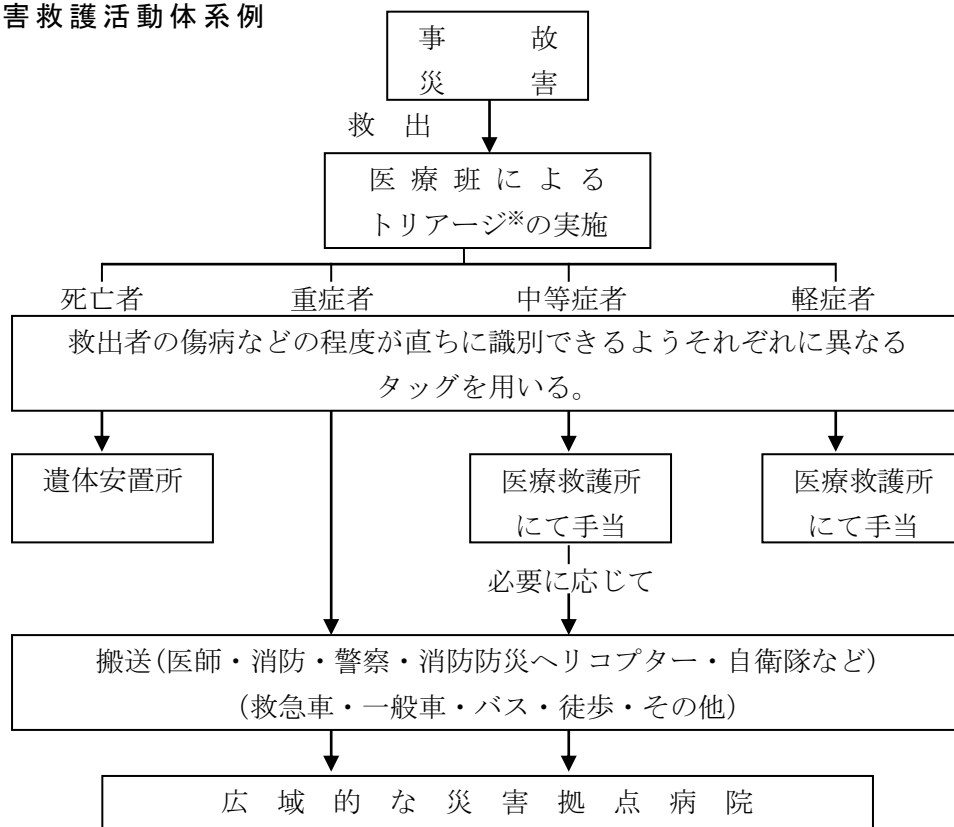 害救護活動体系例
事故
災害
救出
医療班による
トリアージ※の実施
死亡者 重症者 中等症者 軽症者
救出者の傷病などの程度が直ちに識別できるようそれぞれに異なる
タッグを用いる。
遺体安置所
医療救護所
にて手当
医療救護所
にて手当
必要に応じて
搬送(医師・消防・警察・消防防災ヘリコプター・自衛隊など)
(救急車・一般車・バス・徒歩・その他)
広域的な災害拠点病院